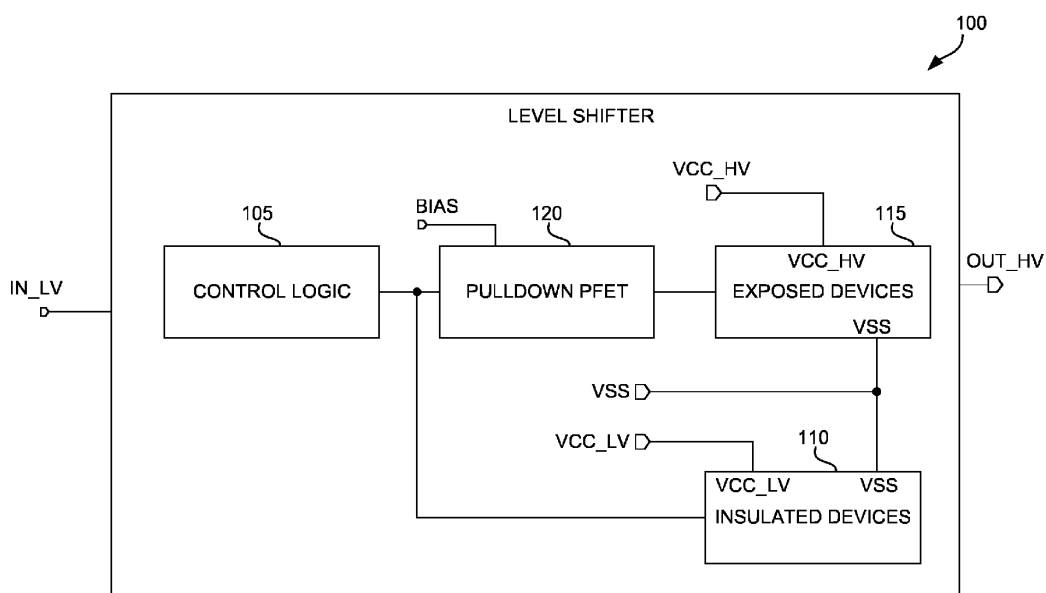 100
LEVEL SHIFTER
VCC_HV
BIAS
105
120
115
VCC_HV
IN_LV
CONTROL LOGIC
PULLDOWN PFET
EXPOSED DEVICES
OUT_HV
VSS
VSS
VCC_LV
110
VCC_LV
VSS
INSULATED DEVICES